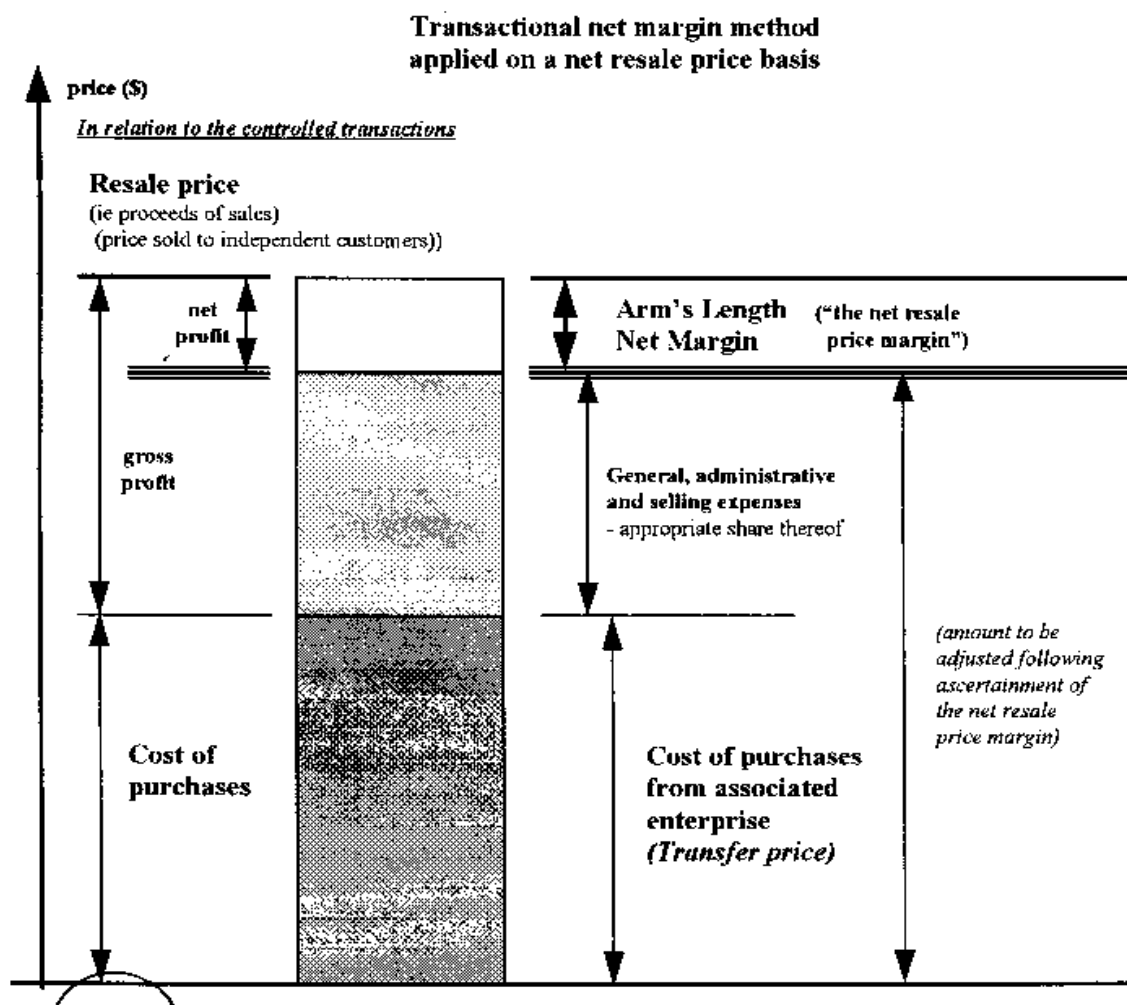 Transactional net margin method
applied on a net resale price basis
price ($)
In relation to the controlled transactions
Resale price
(ie proceeds of sales)
(price sold to independent customers))
net
profit
Arm's Length
Net Margin
("the net resale
price margin")
gross
profit
General, administrative
and selling expenses
- appropriate share thereof
(amount to be
adjusted following
ascertainment of
the net resale
price margin)
Cost of
purchases
Cost of purchases
from associated
enterprise
(Transfer price)